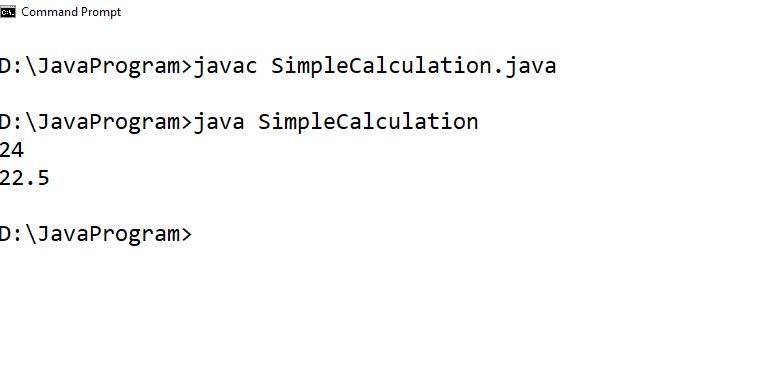 Command Prompt
D:\JavaProgram>javac SimpleCalculation.java
D:\JavaProgram>java SimpleCalculation
24
22.5
D:\JavaProgram>